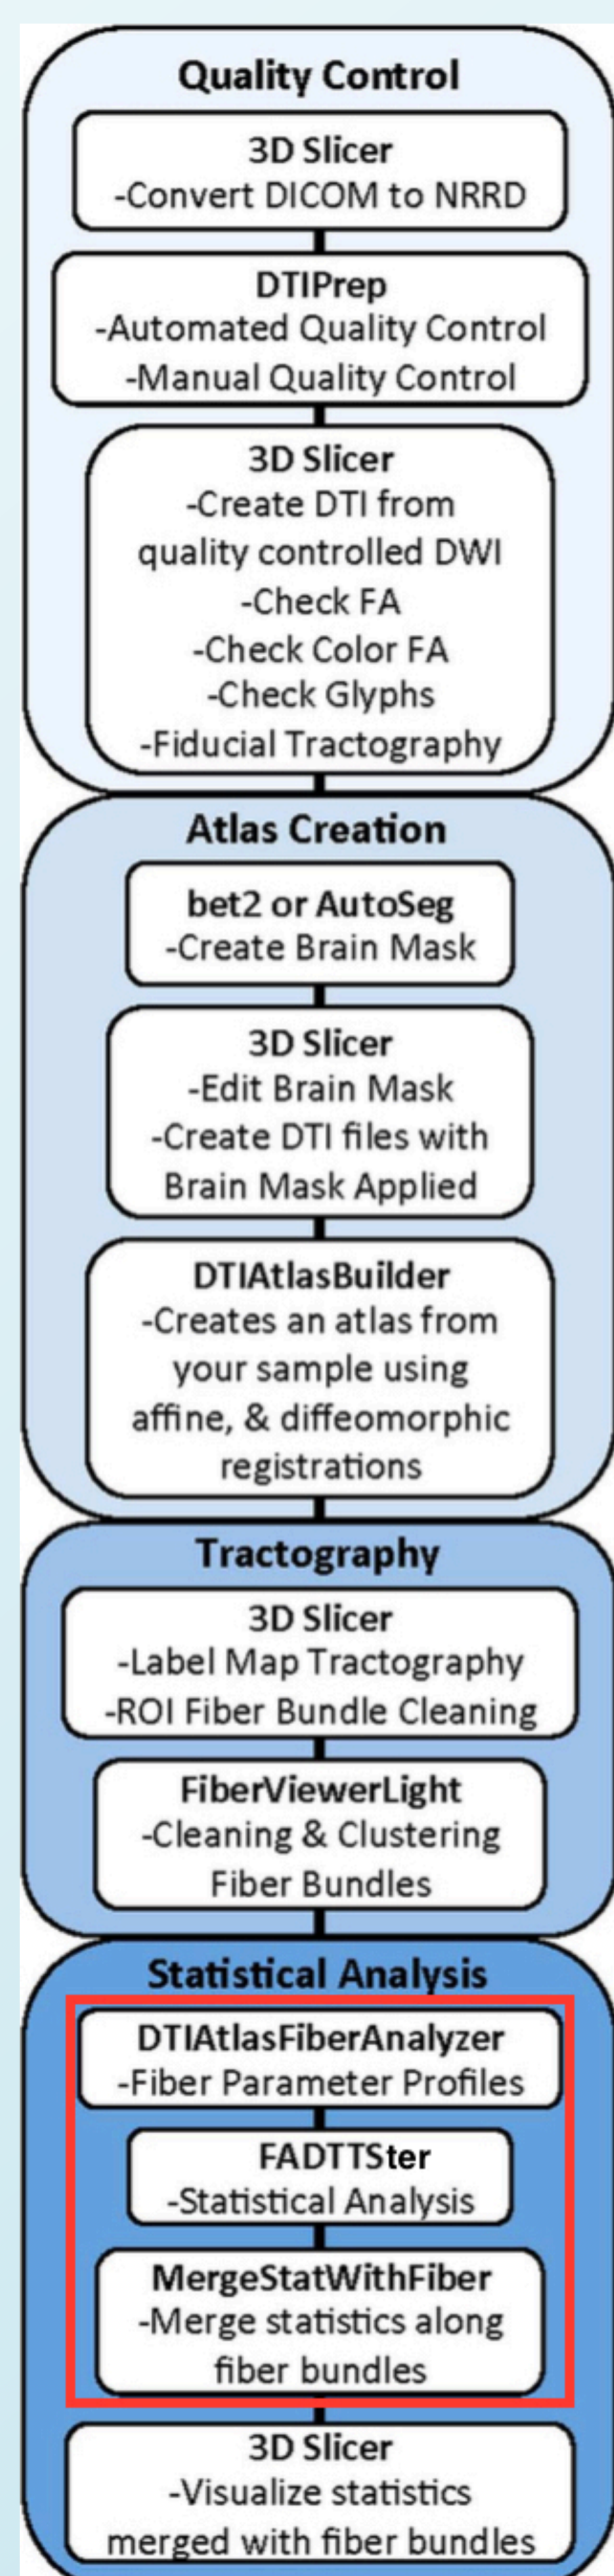 Quality Control
3D Slicer
-Convert DICOM to NRRD
DTIPrep
-Automated Quality Control
-Manual Quality Control
3D Slicer
-Create DTI from
quality controlled DWI
-Check FA
-Check Color FA
-Check Glyphs
-Fiducial Tractography
Atlas Creation
bet2 or AutoSeg
-Create Brain Mask
3D Slicer
-Edit Brain Mask
-Create DTI files with
Brain Mask Applied
DTIAtlasBuilder
-Creates an atlas from
your sample using
affine, & diffeomorphic
registrations
Tractography
3D Slicer
-Label Map Tractography
-ROI Fiber Bundle Cleaning
FiberViewerLight
-Cleaning & Clustering
Fiber Bundles
Statistical Analysis
DTIAtlasFiberAnalyzer
-Fiber Parameter Profiles
FADTTSter
-Statistical Analysis
MergeStatWithFiber
-Merge statistics along
fiber bundles
3D Slicer
-Visualize statistics
merged with fiber bundles